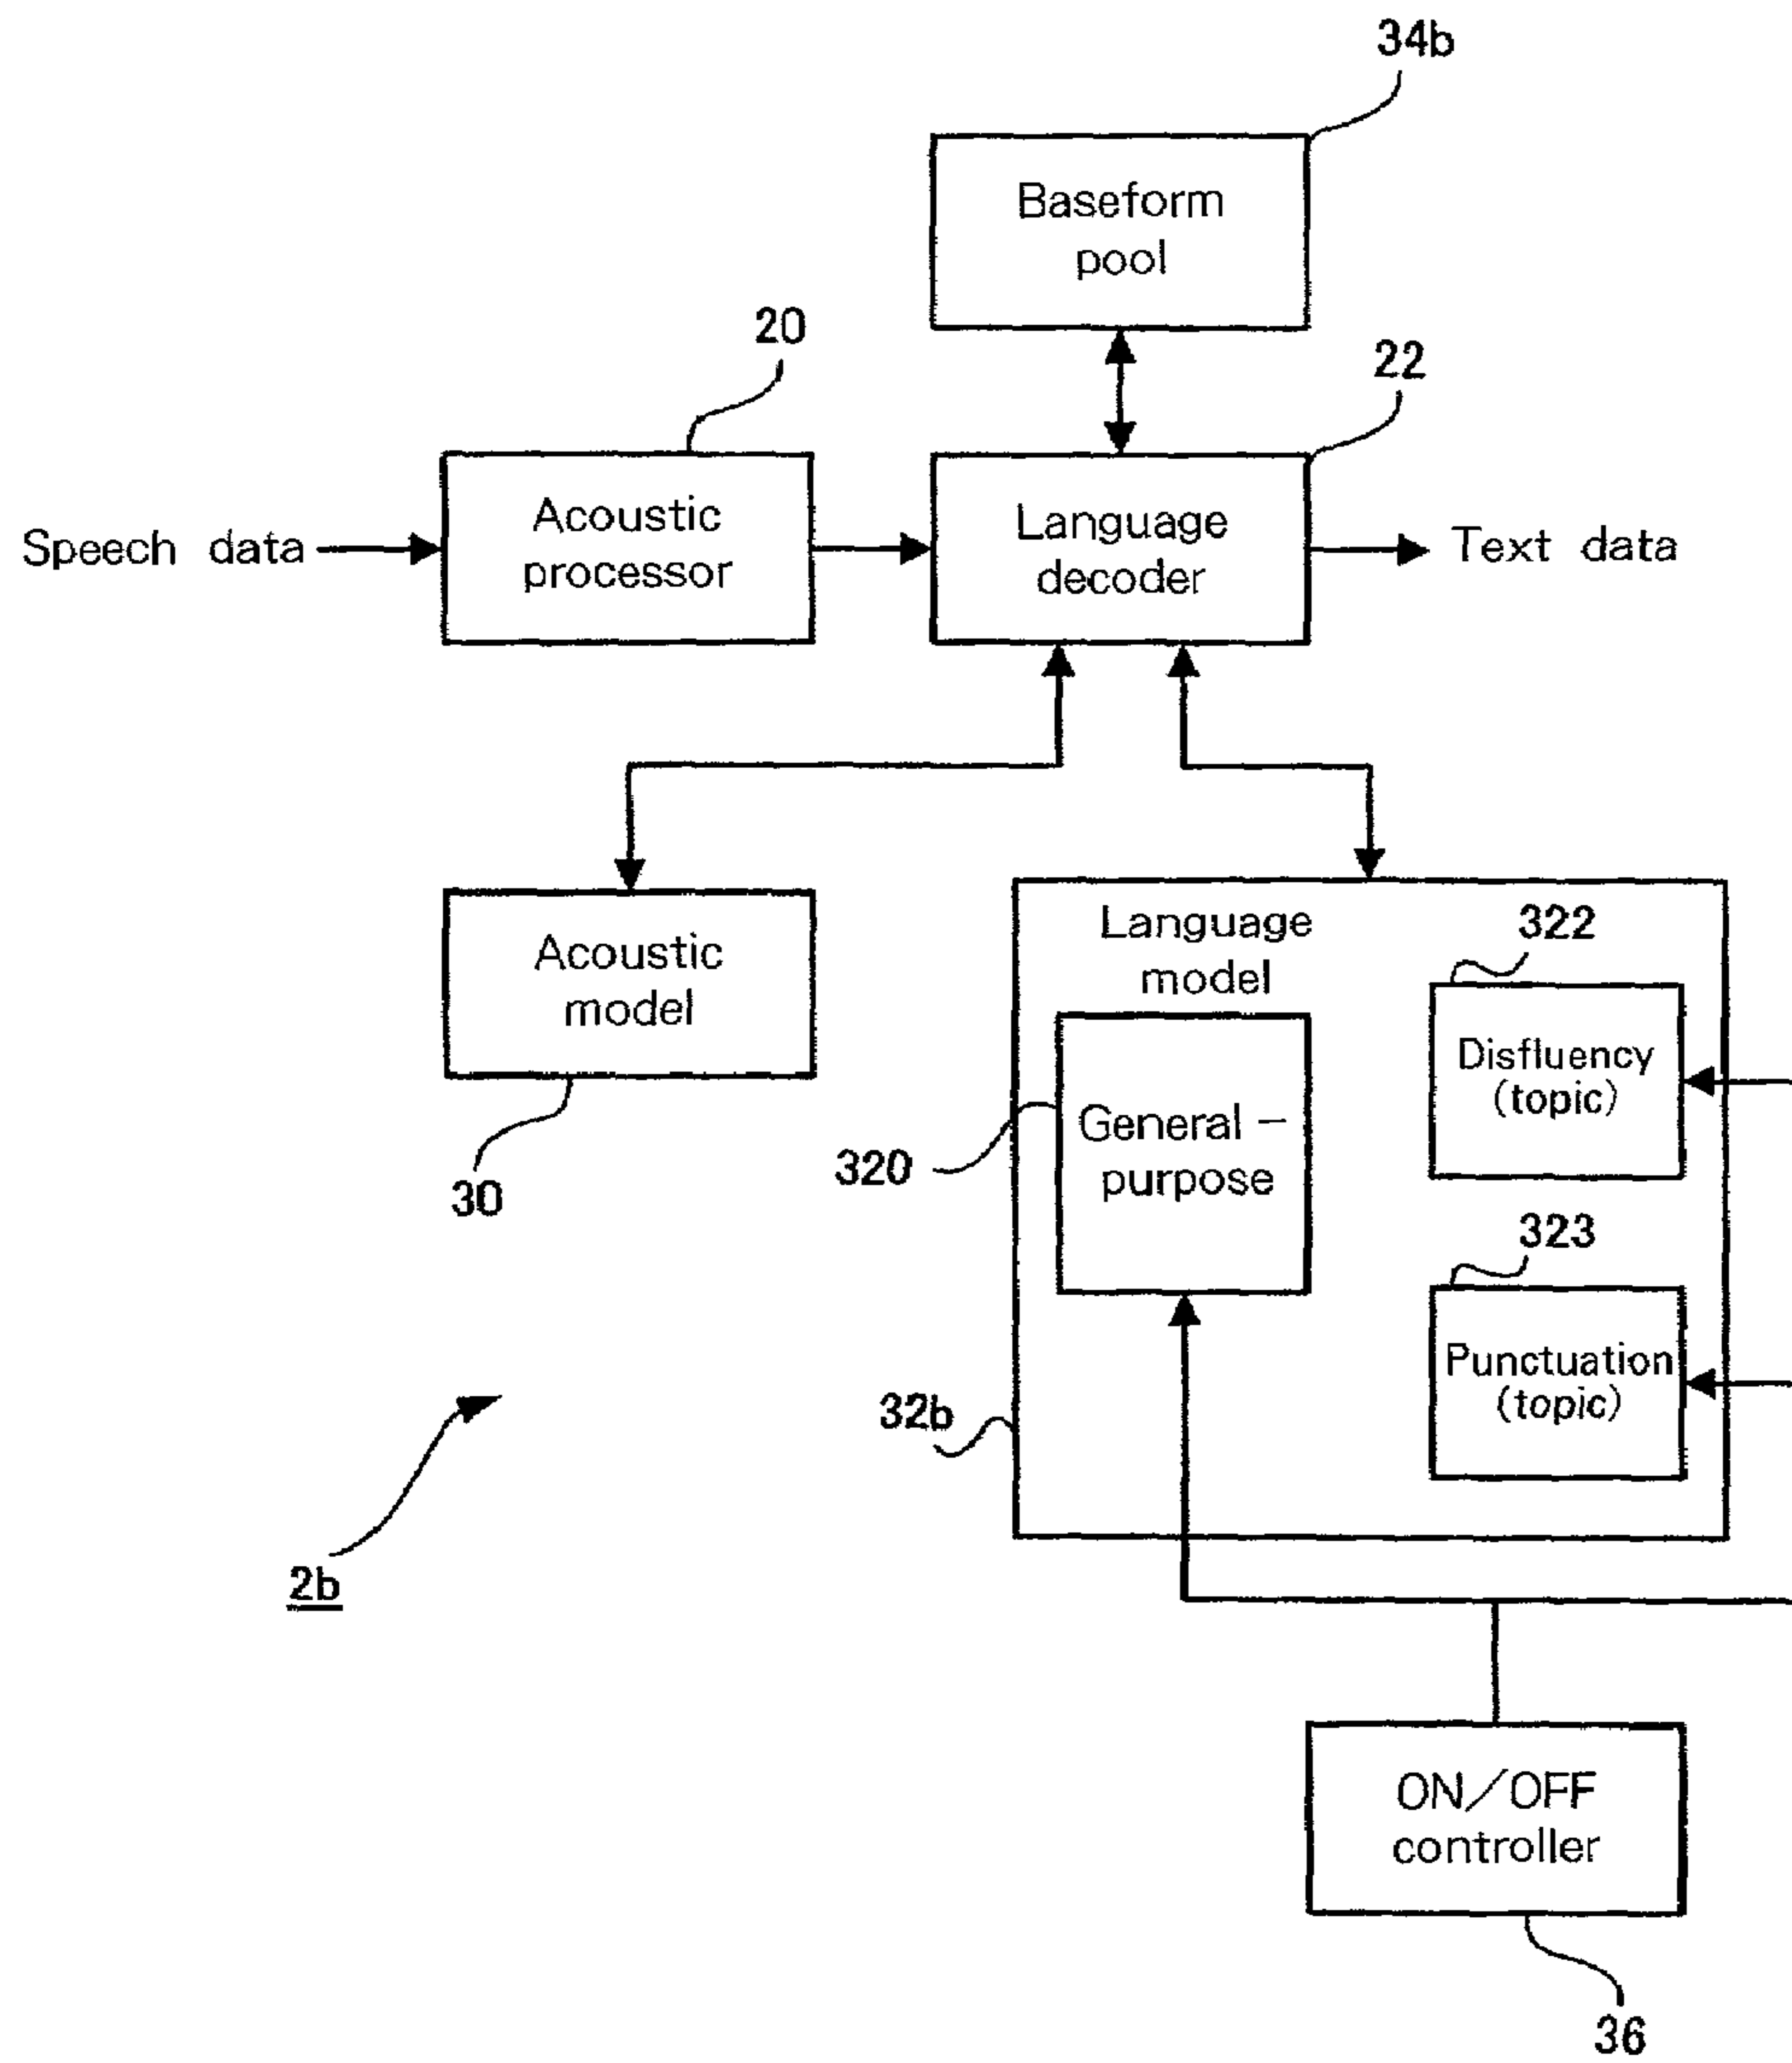 34b
Baseform
pool
20
22
Speech data
Acoustic
processor
Language
decoder
Text data
Acoustic
model
30
Language
model
322
Disfluency
(topic)
320
General-
purpose
323
Punctuation
(topic)
32b
2b
ON/OFF
controller
36